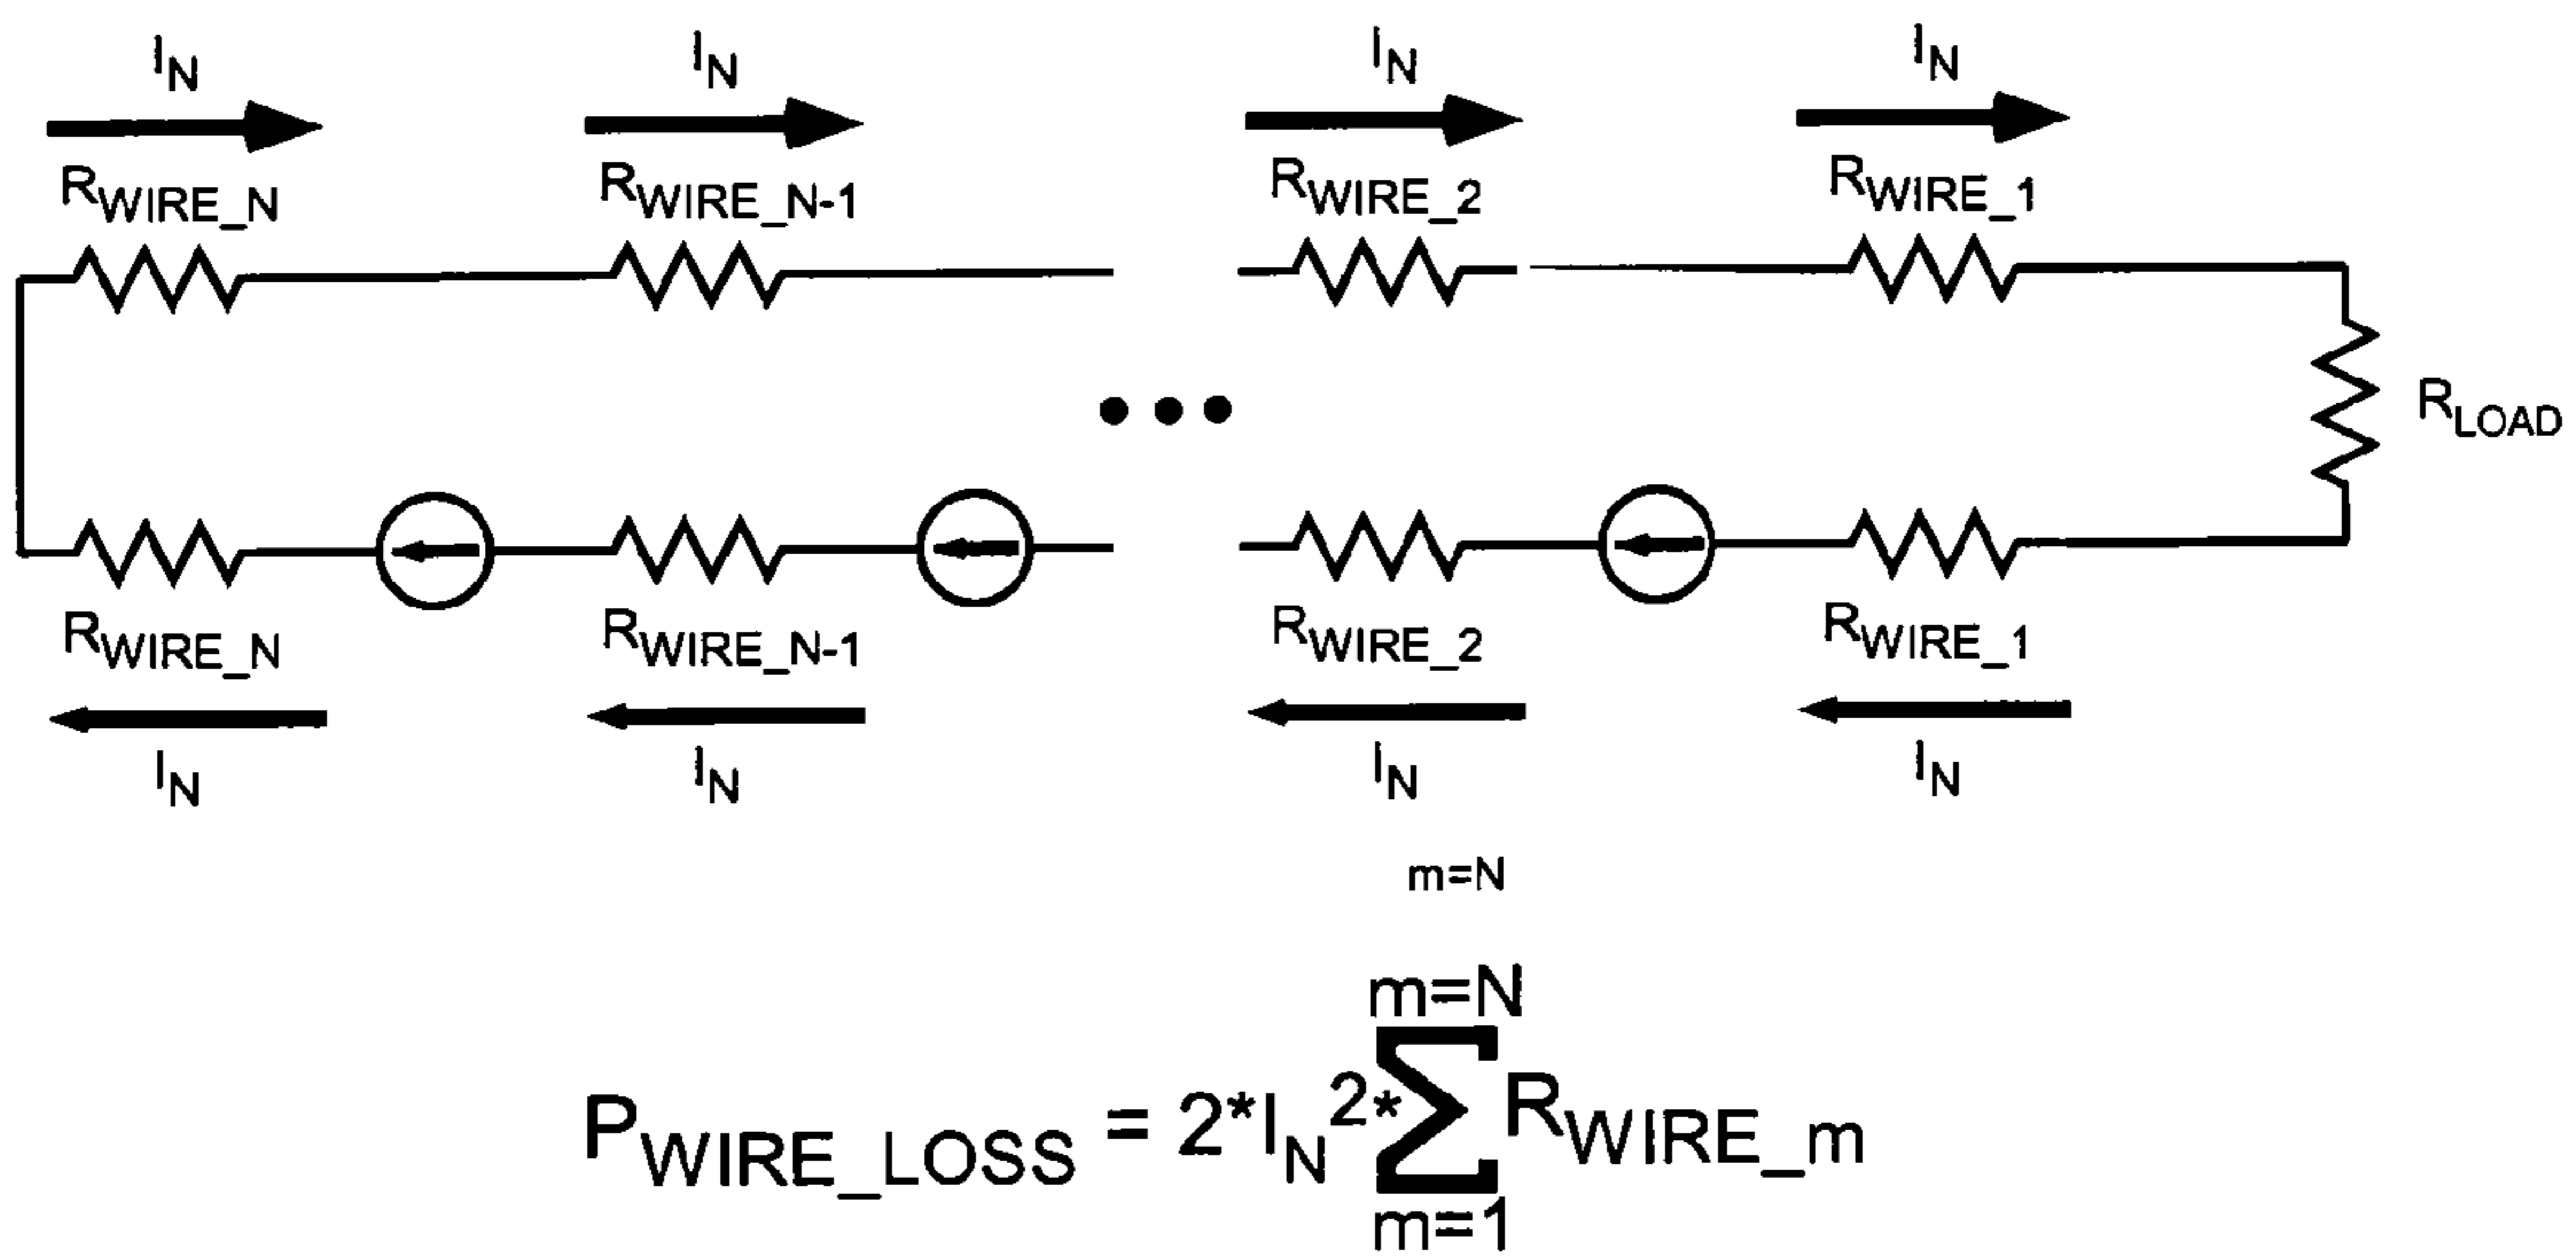 I_N I_N I_N I_N
R_WIRE_N R_WIRE_N-1 R_WIRE_2 R_WIRE_1
R_LOAD
R_WIRE_N R_WIRE_N-1 R_WIRE_2 R_WIRE_1
I_N I_N I_N I_N
m=N
m=N
P_WIRE_LOSS = 2*I_N^2*∑R_WIRE_m
m=1